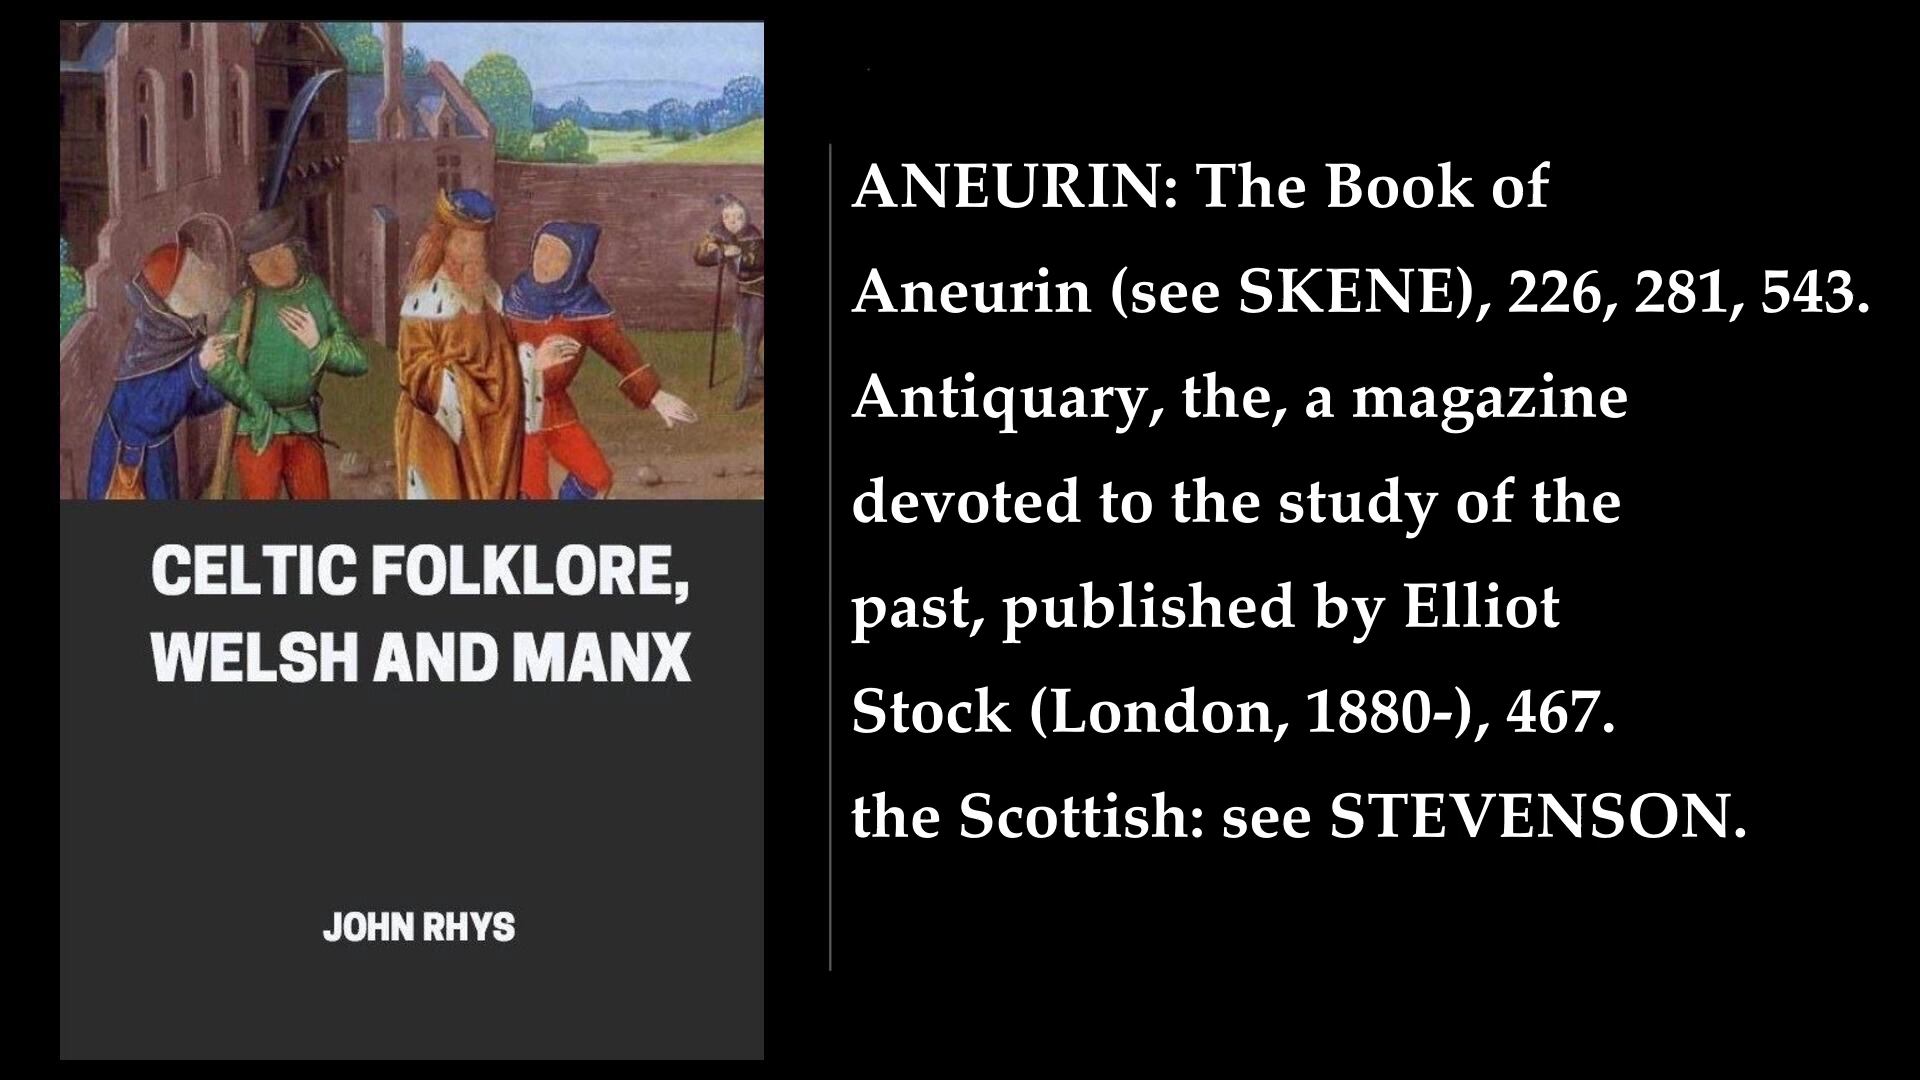 CELTIC FOLKLORE,
WELSH AND MANX
JOHN RHYS
ANEURIN: The Book of
Aneurin (see SKENE), 226, 281, 543.
Antiquary, the, a magazine
devoted to the study of the
past, published by Elliot
Stock (London, 1880-), 467.
the Scottish: see STEVENSON.